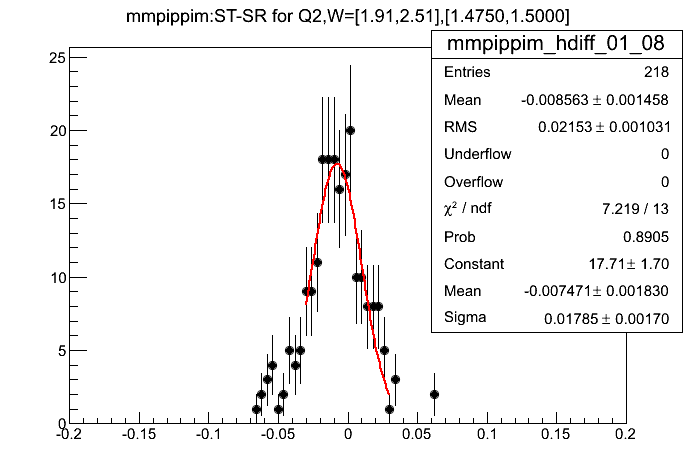 mmpippim:ST-SR for Q2,W=[1.91,2.51],[1.4750,1.5000]
mmpippim_hdiff_01_08
Entries 218
Mean -0.008563 ± 0.001458
RMS 0.02153 ± 0.001031
Underflow 0
Overflow 0
χ² / ndf 7.219 / 13
Prob 0.8905
Constant 17.71 ± 1.70
Mean -0.007471 ± 0.001830
Sigma 0.01785 ± 0.00170
25
20
15
10
5
0
-0.2 -0.15 -0.1 -0.05 0 0.05 0.1 0.15 0.2